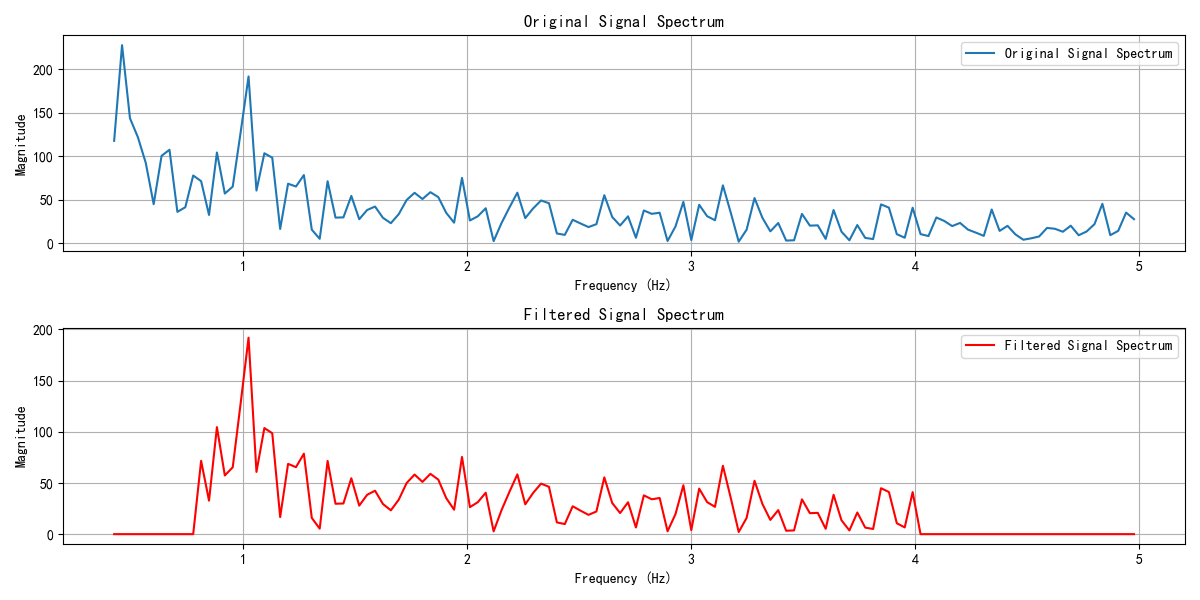 Original Signal Spectrum
Original Signal Spectrum
200
150
100
50
0
Magnitude
1 2 3 4 5
Frequency (Hz)
Filtered Signal Spectrum
Filtered Signal Spectrum
200
150
100
50
0
Magnitude
1 2 3 4 5
Frequency (Hz)